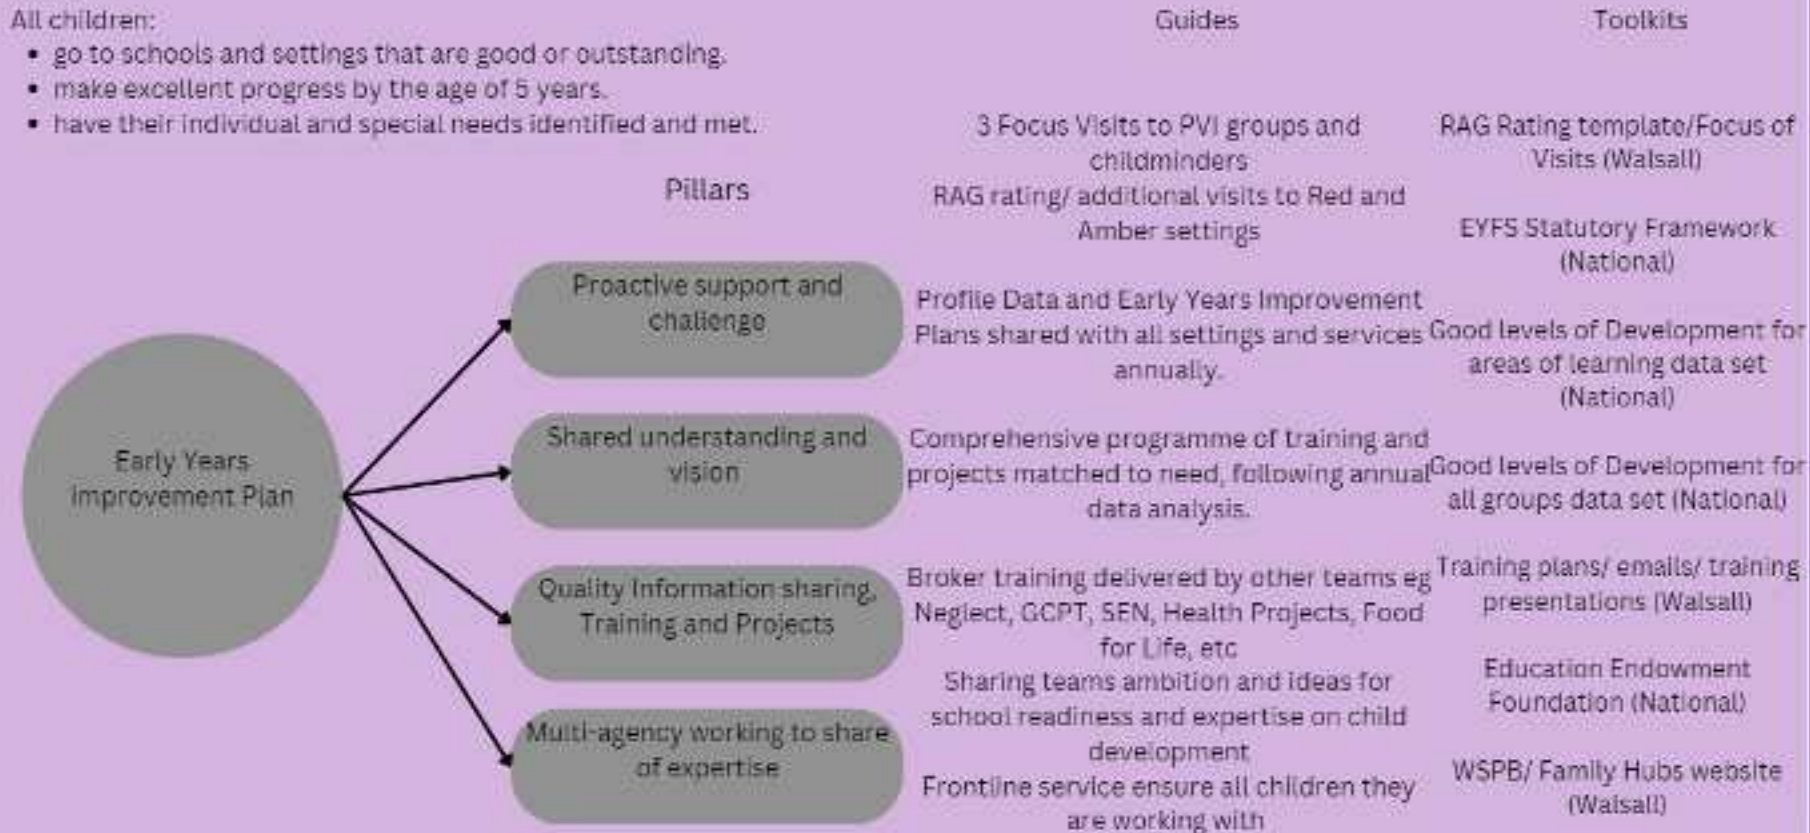 All children:
• go to schools and settings that are good or outstanding.
• make excellent progress by the age of 5 years.
• have their individual and special needs identified and met.
Pillars
Early Years
Improvement Plan
Proactive support and
challenge
Shared understanding and
vision
Quality Information sharing,
Training and Projects
Multi-agency working to share
of expertise
Guides
3 Focus Visits to PVI groups and
childminders
RAG rating/ additional visits to Red and
Amber settings
Profile Data and Early Years Improvement
Plans shared with all settings and services
annually.
Comprehensive programme of training and
projects matched to need, following annual
data analysis.
Broker training delivered by other teams eg
Neglect, GCPT, SEN, Health Projects, Food
for Life, etc
Sharing teams ambition and ideas for
school readiness and expertise on child
development
Frontline service ensure all children they
are working with
Toolkits
RAG Rating template/Focus of
Visits (Walsall)
EYFS Statutory Framework
(National)
Good levels of Development for
areas of learning data set
(National)
Good levels of Development for
all groups data set (National)
Training plans/ emails/ training
presentations (Walsall)
Education Endowment
Foundation (National)
WSPB/ Family Hubs website
(Walsall)